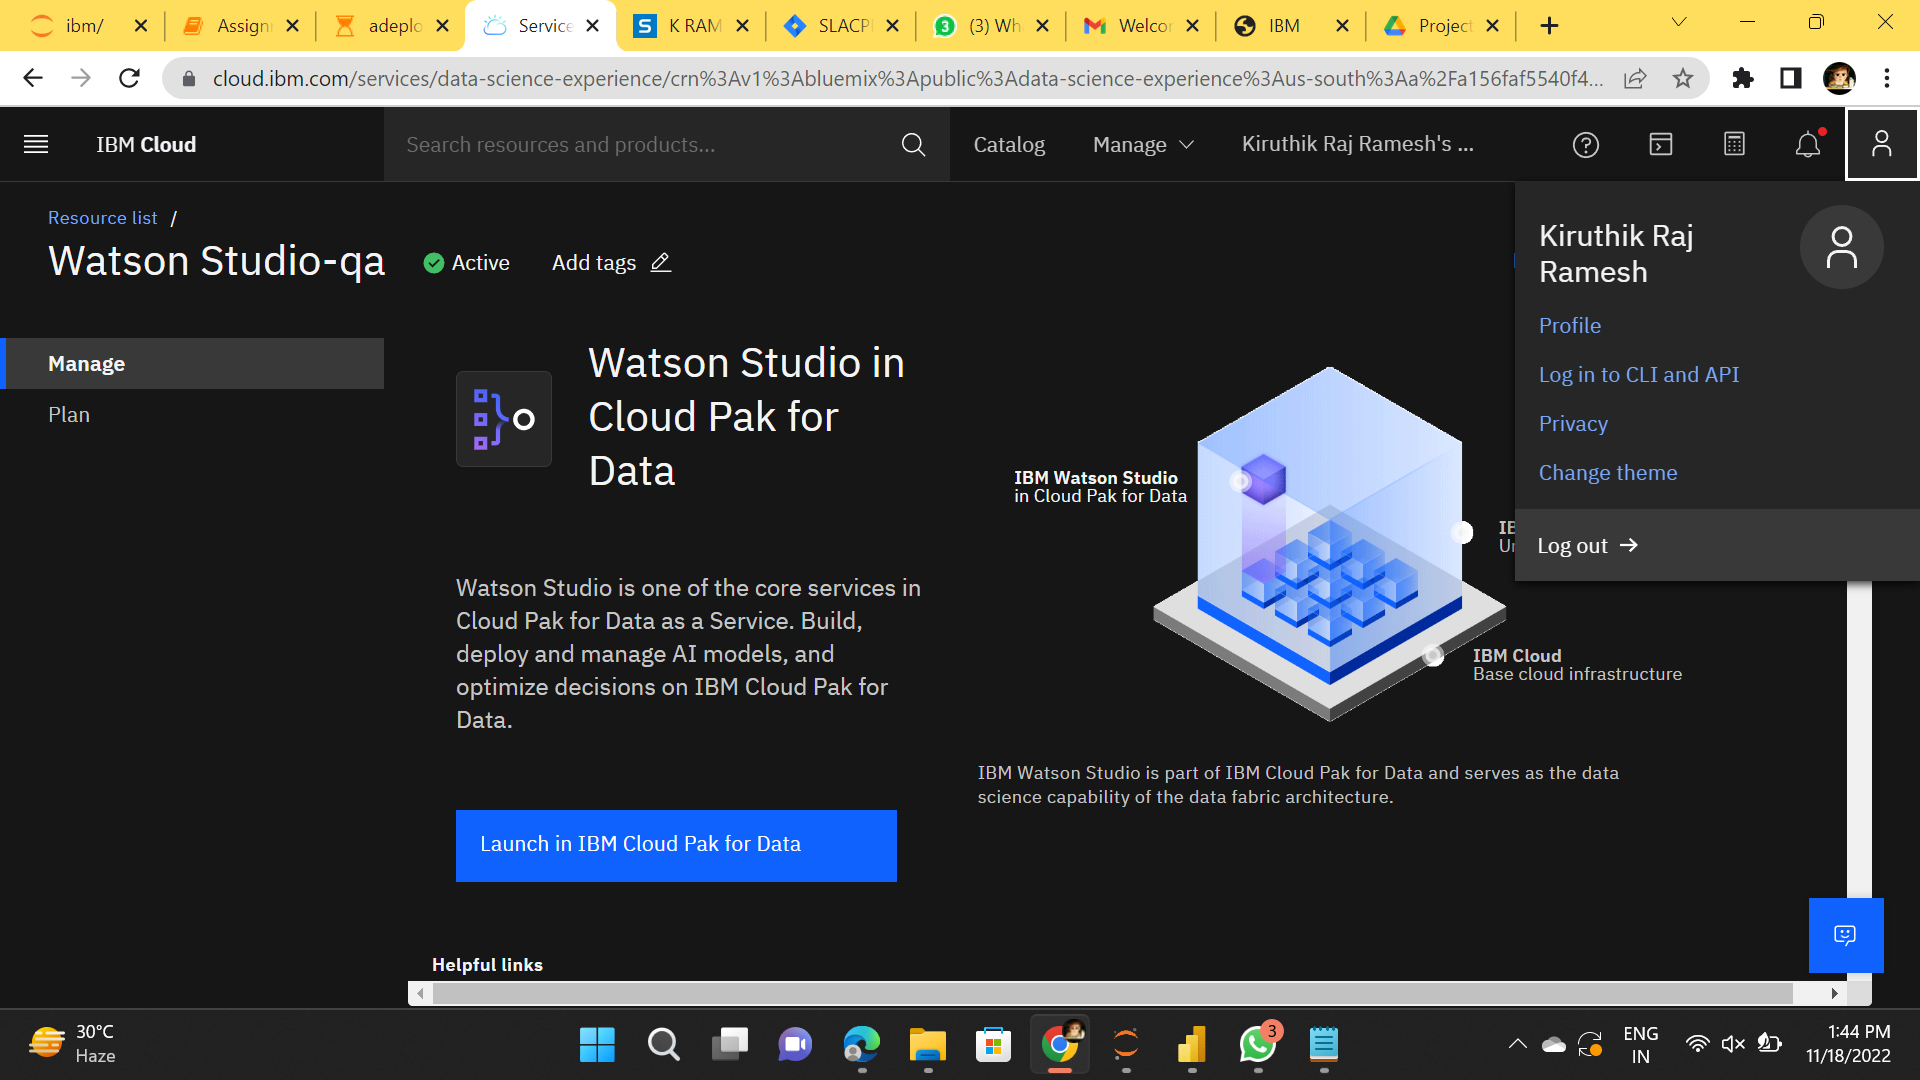 ibm/
Assign
adeplo
Service
K RAM
SLACP
(3) Wh
Welcor
IBM
Project
cloud.ibm.com/services/data-science-experience/crn%3Av1%3Abluemix%3Apublic%3Adata-science-experience%3Aus-south%3Aa%2Fa156faf5540f4...
IBM Cloud
Search resources and products...
Catalog
Manage
Kiruthik Raj Ramesh's ...
Resource list /
Watson Studio-qa
Active
Add tags
Kiruthik Raj
Ramesh
Profile
Log in to CLI and API
Privacy
Change theme
Log out
Manage
Plan
Watson Studio in
Cloud Pak for
Data
Watson Studio is one of the core services in
Cloud Pak for Data as a Service. Build,
deploy and manage AI models, and
optimize decisions on IBM Cloud Pak for
Data.
Launch in IBM Cloud Pak for Data
IBM Watson Studio
in Cloud Pak for Data
IBM Cloud
Base cloud infrastructure
IBM Watson Studio is part of IBM Cloud Pak for Data and serves as the data
science capability of the data fabric architecture.
Helpful links
30°C
Haze
3
ENG
IN
1:44 PM
11/18/2022